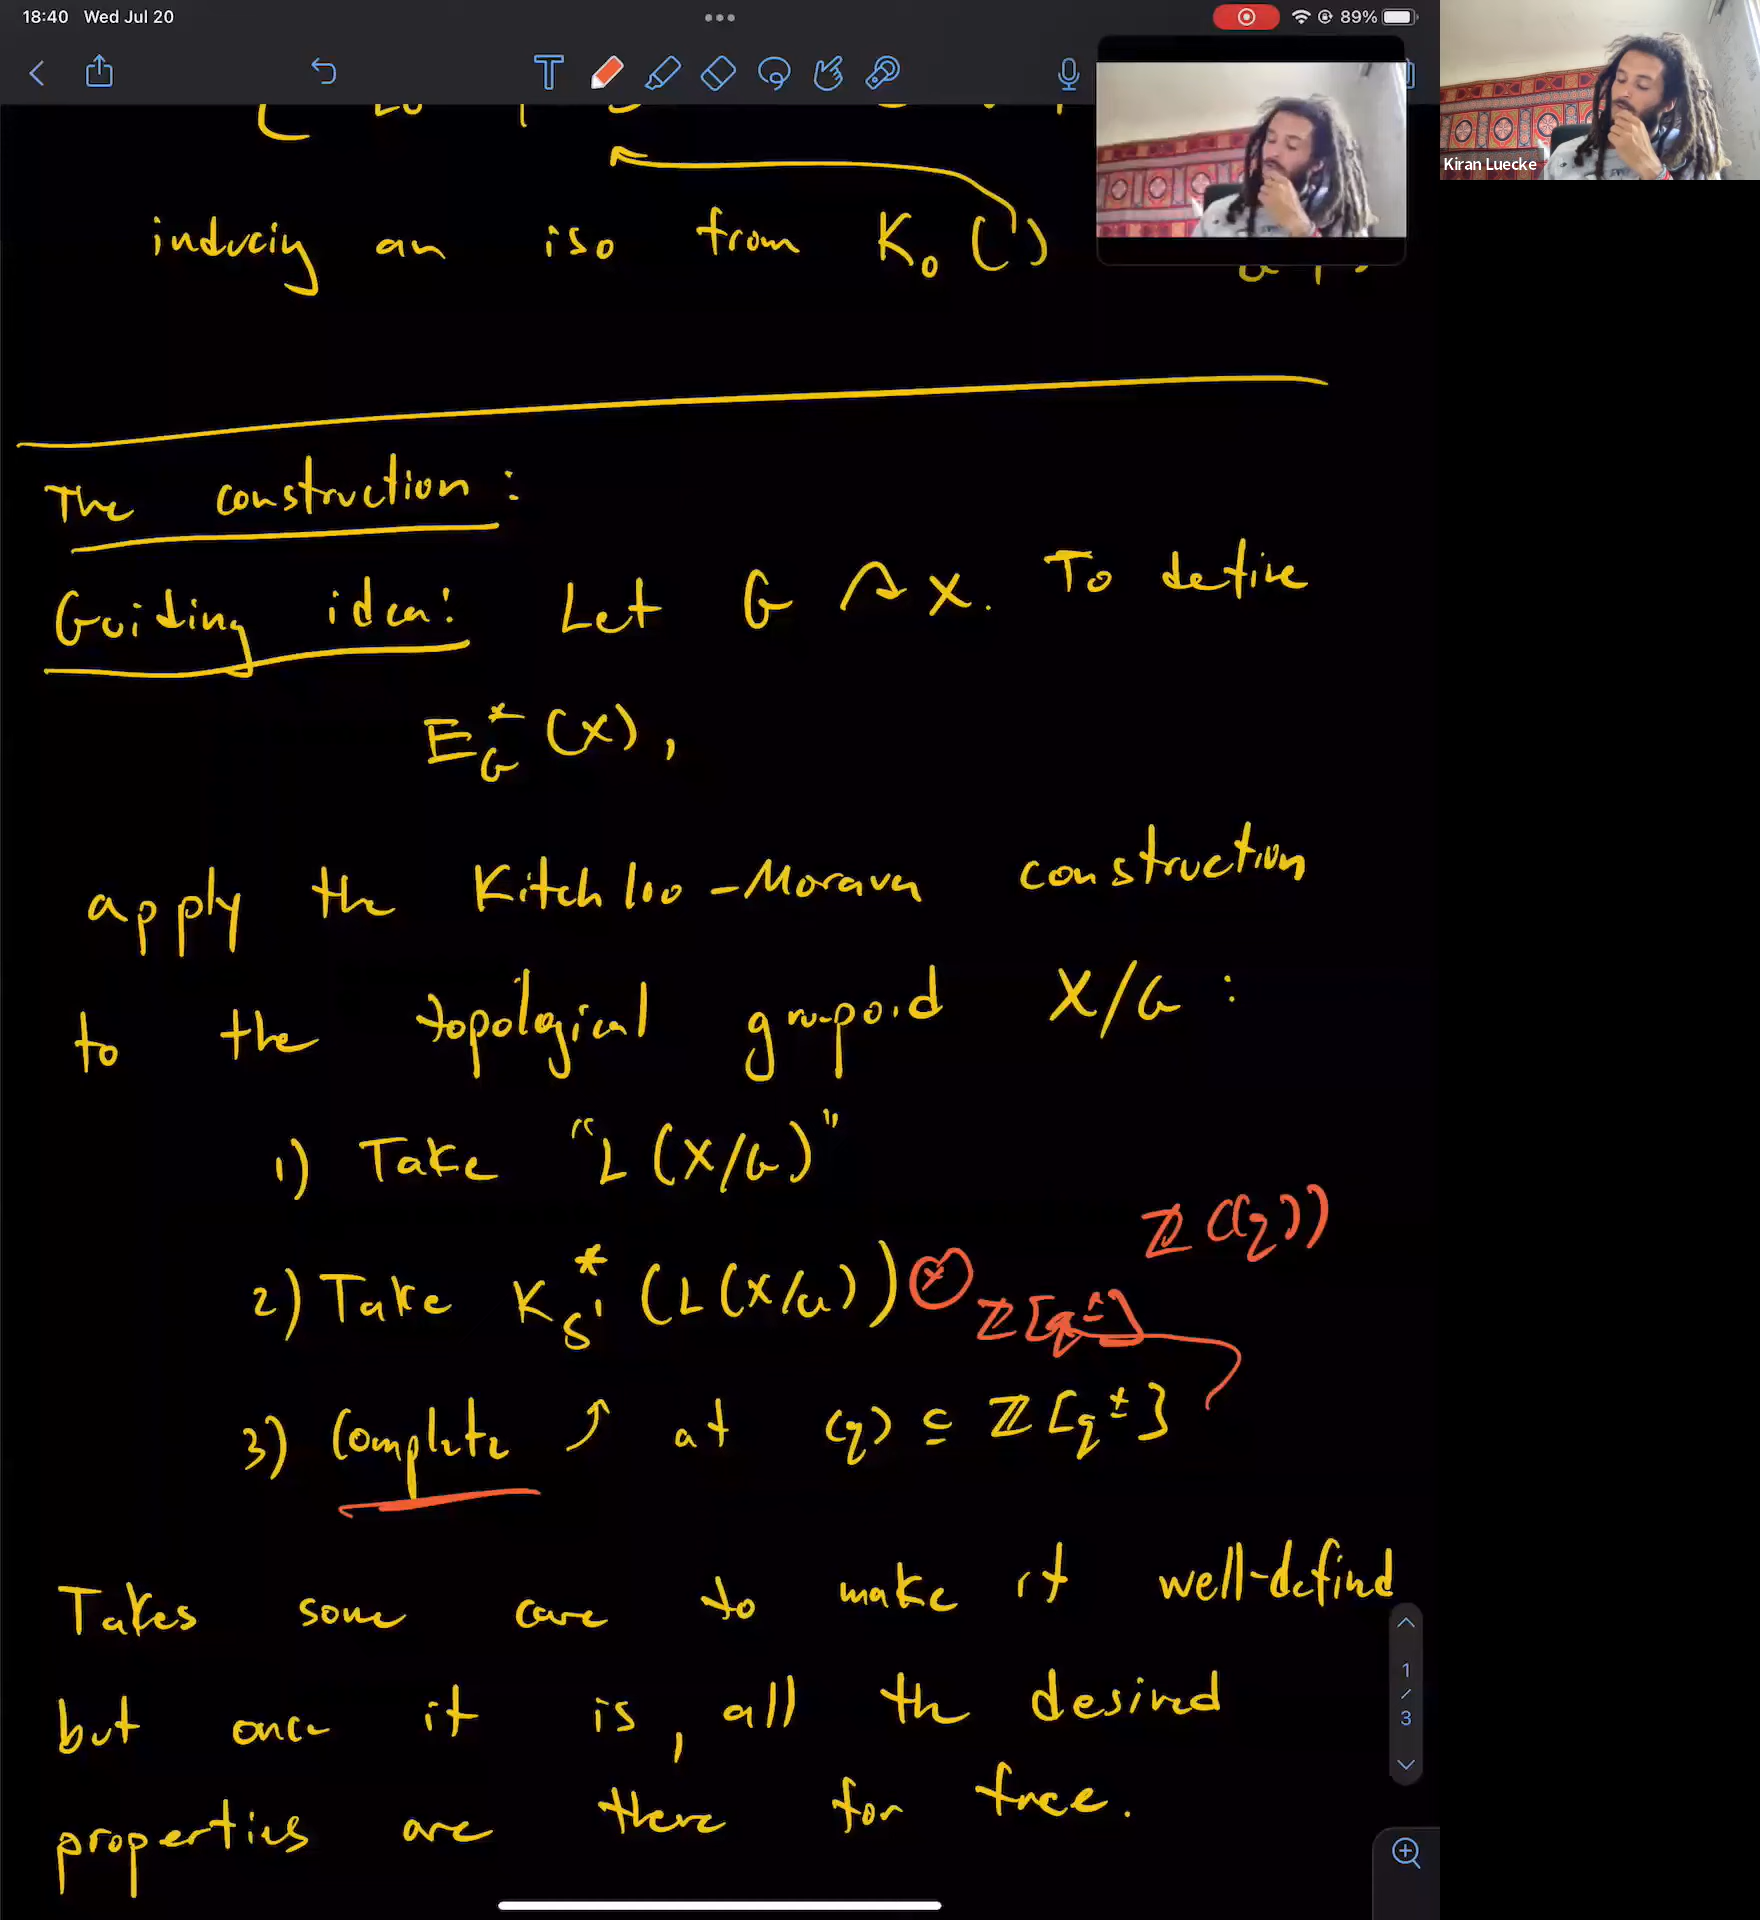 18:40 Wed Jul 20
89%
Kiran Luecke
inducing an iso from K₀( )
The construction:
Guiding idea: Let G ↷ X. To define
E_G^*(X),
apply the Kitchloo-Morava construction
to the topological groupoid X/G :
1) Take "L(X/G)"
ℤ((q))
2) Take K_{S^1}^*(L(X/G)) ⊗ ℤ[q^±]
3) Complete ↗ at (q) ⊆ ℤ[q^±]
Takes some care to make it well-defined
but once it is, all the desired
properties are there for free.
1
/
3